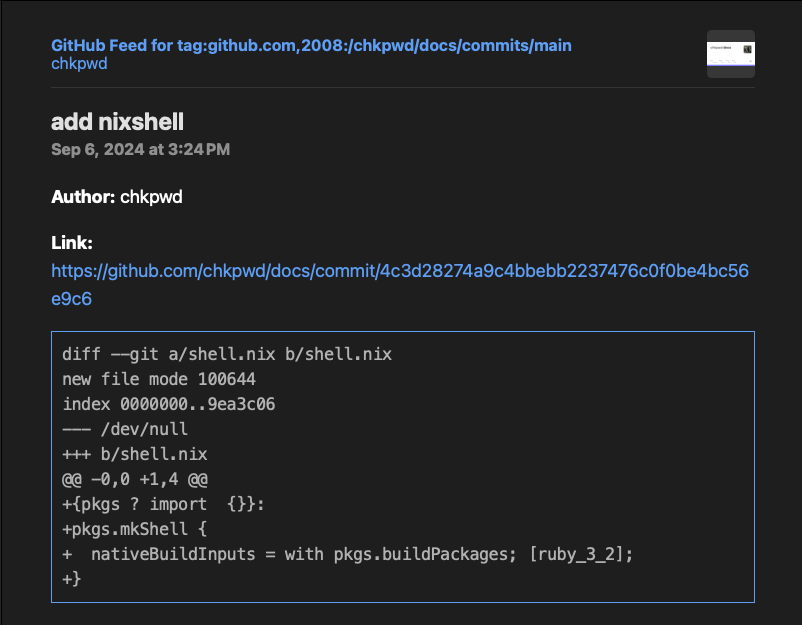 GitHub Feed for tag:github.com,2008:/chkpwd/docs/commits/main
chkpwd
add nixshell
Sep 6, 2024 at 3:24 PM
Author: chkpwd
Link:
https://github.com/chkpwd/docs/commit/4c3d28274a9c4bbebb2237476c0f0be4bc56
e9c6
diff --git a/shell.nix b/shell.nix
new file mode 100644
index 0000000..9ea3c06
--- /dev/null
+++ b/shell.nix
@@ -0,0 +1,4 @@
+{pkgs ? import  {}}:
+pkgs.mkShell {
+  nativeBuildInputs = with pkgs.buildPackages; [ruby_3_2];
+}